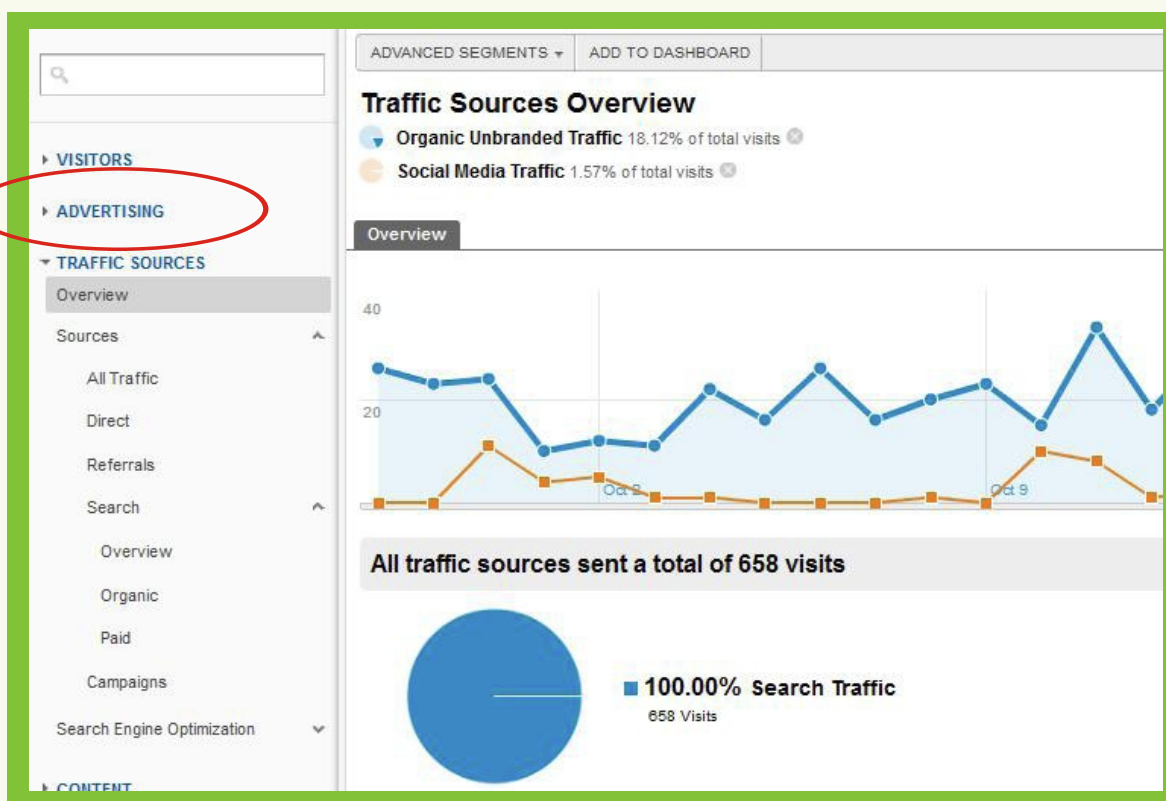 ADVANCED SEGMENTS
ADD TO DASHBOARD
Traffic Sources Overview
Organic Unbranded Traffic 18.12% of total visits
Social Media Traffic 1.57% of total visits
VISITORS
ADVERTISING
TRAFFIC SOURCES
Overview
Sources
All Traffic
Direct
Referrals
Search
Overview
Organic
Paid
Campaigns
Search Engine Optimization
CONTENT
Overview
40
20
Oct 2
Oct 9
All traffic sources sent a total of 658 visits
100.00% Search Traffic
658 Visits